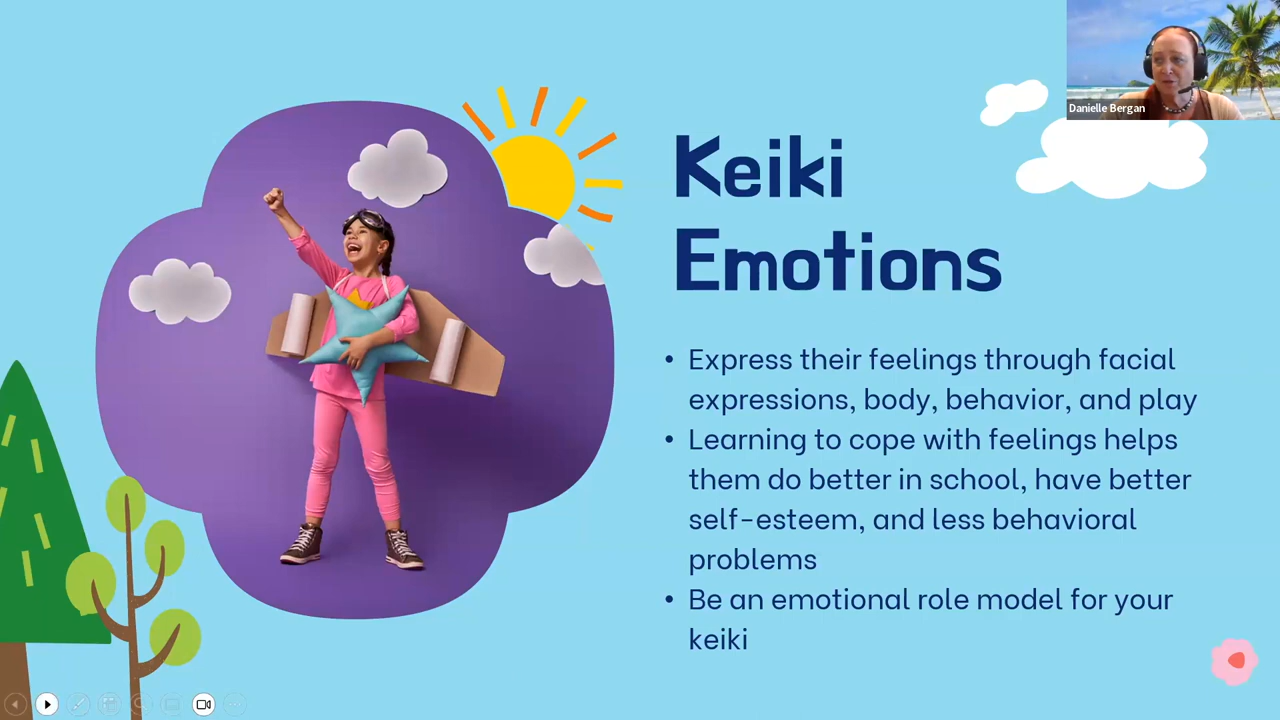 Danielle Bergan
Keiki
Emotions
• Express their feelings through facial
expressions, body, behavior, and play
• Learning to cope with feelings helps
them do better in school, have better
self-esteem, and less behavioral
problems
• Be an emotional role model for your
keiki